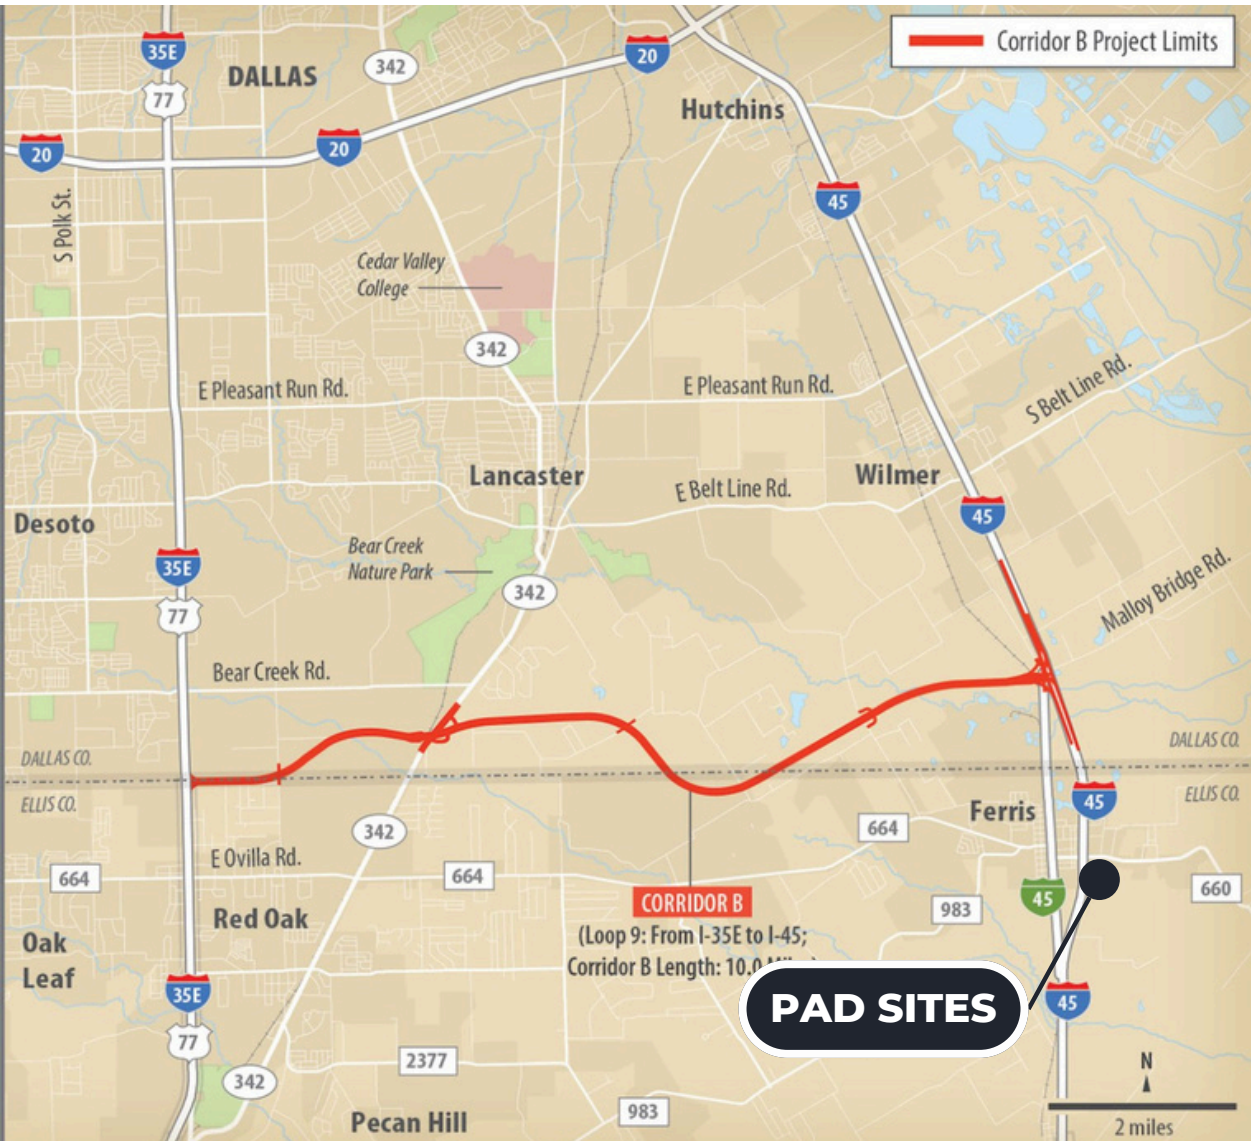 35E
77
DALLAS
342
20
Corridor B Project Limits
Hutchins
20
20
45
S Polk St.
Cedar Valley
College
342
E Pleasant Run Rd.
E Pleasant Run Rd.
S Belt Line Rd.
Lancaster
Wilmer
E Belt Line Rd.
45
Desoto
Bear Creek
Nature Park
35E
77
342
Malloy Bridge Rd.
Bear Creek Rd.
DALLAS CO.
DALLAS CO.
ELLIS CO.
ELLIS CO.
45
Ferris
342
664
E Ovilla Rd.
664
664
660
45
983
CORRIDOR B
(Loop 9: From I-35E to I-45;
Corridor B Length: 10.0
Red Oak
Oak
Leaf
35E
77
PAD SITES
45
342
2377
N
983
Pecan Hill
2 miles